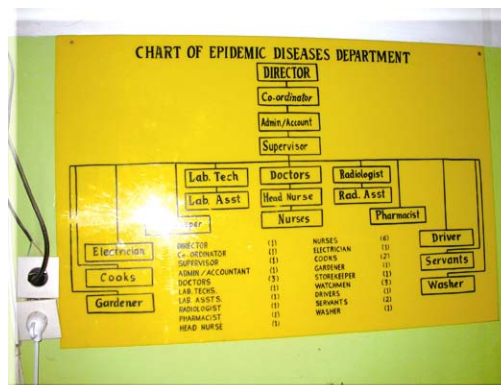 CHART OF EPIDEMIC DISEASES DEPARTMENT
DIRECTOR
Co-ordinator
Admin/Account
Supervisor
Lab. Tech Doctors Radiologist
Lab. Asst Head Nurse Rad. Asst
Nurses Pharmacist
Electrician Driver
Cooks Servants
Gardener Washer
DIRECTOR (1)
Co-ORDINATOR (1)
SUPERVISOR (1)
ADMIN/ACCOUNTANT (1)
DOCTORS (3)
LAB. TECHS. (1)
LAB. ASSTS. (1)
RADIOLOGIST (1)
PHARMACIST (1)
HEAD NURSE (1)
NURSES (6)
ELECTRICIAN (1)
COOKS (2)
GARDENER (1)
STOREKEEPER (1)
WATCHMEN (3)
DRIVERS (1)
SERVANTS (2)
WASHER (1)